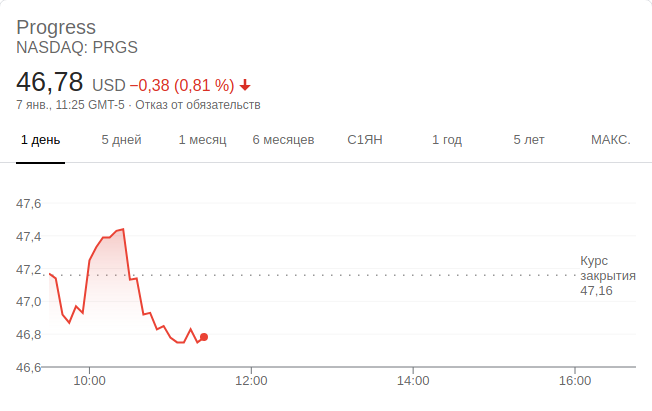 Progress
NASDAQ: PRGS
46,78 USD −0,38 (0,81 %)
7 янв., 11:25 GMT-5 · Отказ от обязательств
1 день 5 дней 1 месяц 6 месяцев С1ЯН 1 год 5 лет МАКС.
47,6
47,4
47,2
47,0
46,8
46,6
Курс
закрытия
47,16
10:00 12:00 14:00 16:00